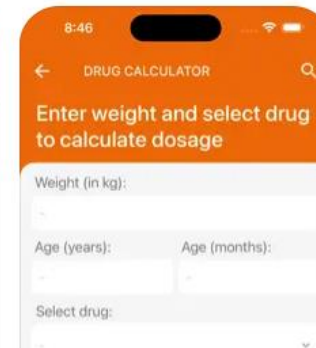 8:46
DRUG CALCULATOR
Enter weight and select drug
to calculate dosage
Weight (in kg):
Age (years): Age (months):
Select drug: